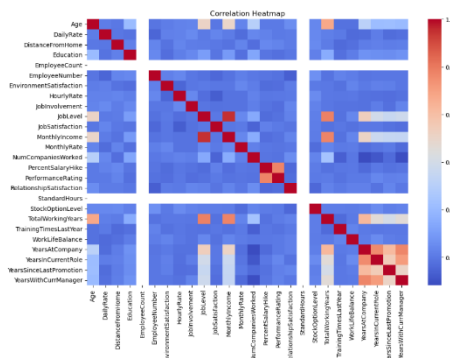 Correlation Heatmap
Age
DailyRate
DistanceFromHome
Education
EmployeeCount
EmployeeNumber
EnvironmentSatisfaction
HourlyRate
JobInvolvement
JobLevel
JobSatisfaction
MonthlyIncome
MonthlyRate
NumCompaniesWorked
PercentSalaryHike
PerformanceRating
RelationshipSatisfaction
StandardHours
StockOptionLevel
TotalWorkingYears
TrainingTimesLastYear
WorkLifeBalance
YearsAtCompany
YearsInCurrentRole
YearsSinceLastPromotion
YearsWithCurrManager
Age
DailyRate
DistanceFromHome
Education
EmployeeCount
EmployeeNumber
EnvironmentSatisfaction
HourlyRate
JobInvolvement
JobLevel
JobSatisfaction
MonthlyIncome
MonthlyRate
NumCompaniesWorked
PercentSalaryHike
PerformanceRating
RelationshipSatisfaction
StandardHours
StockOptionLevel
TotalWorkingYears
TrainingTimesLastYear
WorkLifeBalance
YearsAtCompany
YearsInCurrentRole
YearsSinceLastPromotion
YearsWithCurrManager